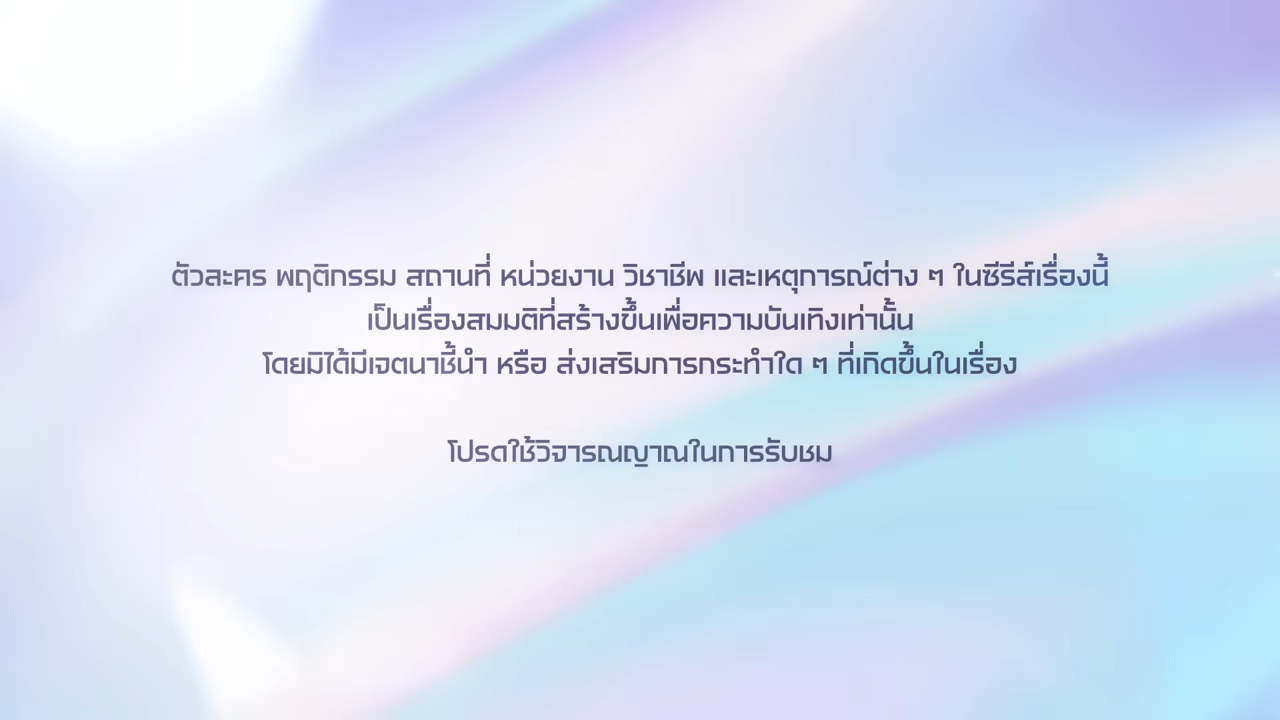 ตัวละคร พฤติกรรม สถานที่ หน่วยงาน วิชาชีพ และเหตุการณ์ต่าง ๆ ในซีรีส์เรื่องนี้
เป็นเรื่องสมมติที่สร้างขึ้นเพื่อความบันเทิงเท่านั้น
โดยมิได้มีเจตนาชี้นำ หรือ ส่งเสริมการกระทำใด ๆ ที่เกิดขึ้นในเรื่อง
โปรดใช้วิจารณญาณในการรับชม